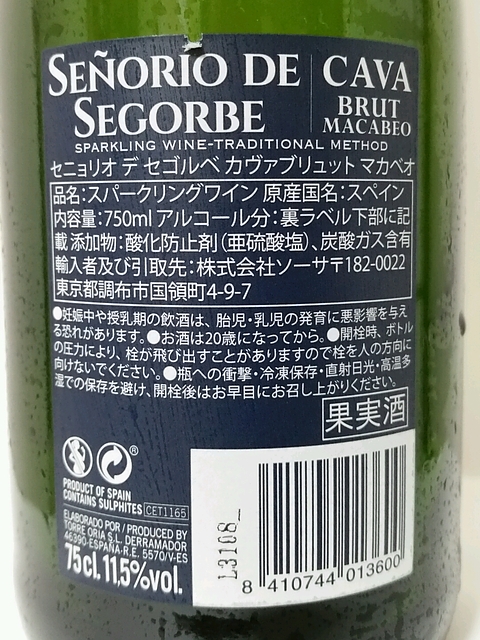 SEÑORIO DE
SEGORBE
CAVA
BRUT
MACABEO
SPARKLING WINE-TRADITIONAL METHOD
セニョリオ デ セゴルベ カヴァブリュット マカベオ
品名:スパークリングワイン 原産国名:スペイン
内容量:750ml アルコール分:裏ラベル下部に記
載 添加物:酸化防止剤(亜硫酸塩)、炭酸ガス含有
輸入者及び引取先:株式会社ソーサ〒182-0022
東京都調布市国領町4-9-7
●妊娠中や授乳期の飲酒は、胎児・乳児の発育に悪影響を与え
る恐れがあります。●お酒は20歳になってから。●開栓時、ボトル
の圧力により、栓が飛び出すことがありますので栓を人の方向に
向けないでください。●瓶への衝撃・冷凍保存・直射日光・高温多
湿での保存を避け、開栓後はお早目にお召し上がりください。
果実酒
PRODUCT OF SPAIN
CONTAINS SULPHITES
CET1165
ELABORADO POR / PRODUCED BY
TORRE ORIA S.L. DERRAMADOR
46390-ESPAÑA-R.E. 5570/V-ES
75cl. 11.5%vol.
L3108_
8 410744 013600